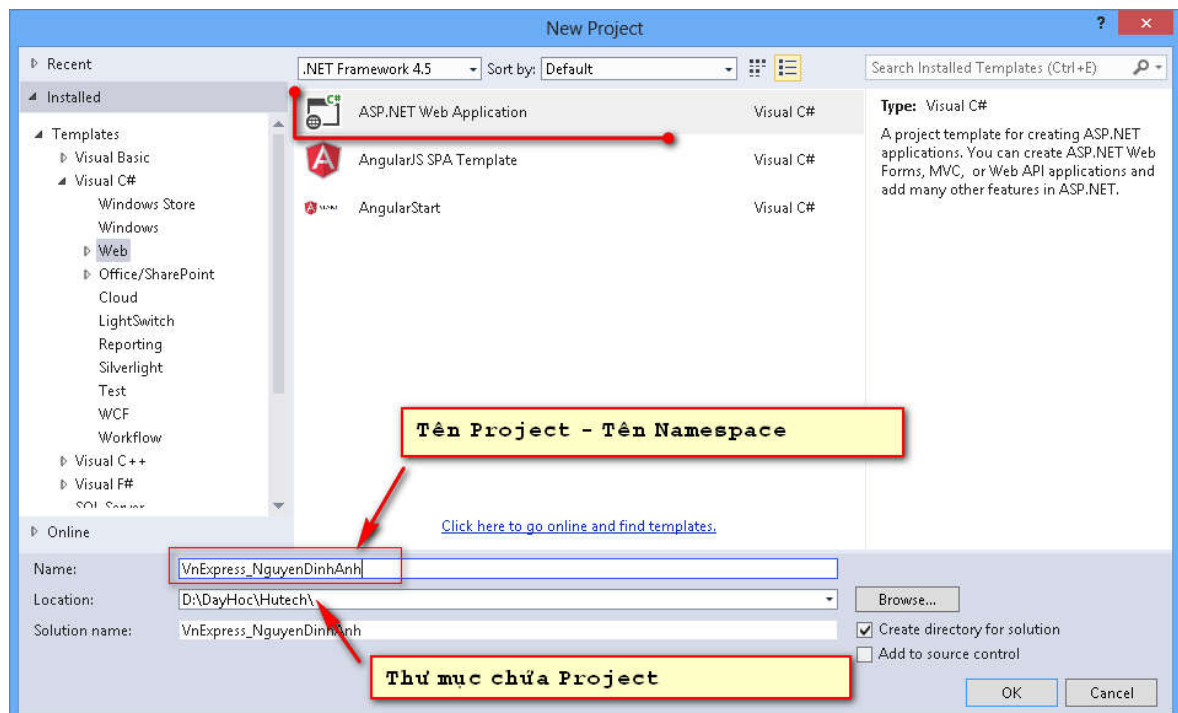 New Project
?
Recent
Installed
Templates
Visual Basic
Visual C#
Windows Store
Windows
Web
Office/SharePoint
Cloud
LightSwitch
Reporting
Silverlight
Test
WCF
Workflow
Visual C++
Visual F#
SQL Server
Online
.NET Framework 4.5
Sort by: Default
Search Installed Templates (Ctrl+E)
C#
ASP.NET Web Application Visual C#
AngularJS SPA Template Visual C#
AngularStart Visual C#
Type: Visual C#
A project template for creating ASP.NET
applications. You can create ASP.NET Web
Forms, MVC, or Web API applications and
add many other features in ASP.NET.
Tên Project - Tên Namespace
Click here to go online and find templates.
Name: VnExpress_NguyenDinhAnh
Location: D:\DayHoc\Hutech\
Browse...
Solution name: VnExpress_NguyenDinhAnh
Create directory for solution
Add to source control
Thư mục chứa Project
OK
Cancel